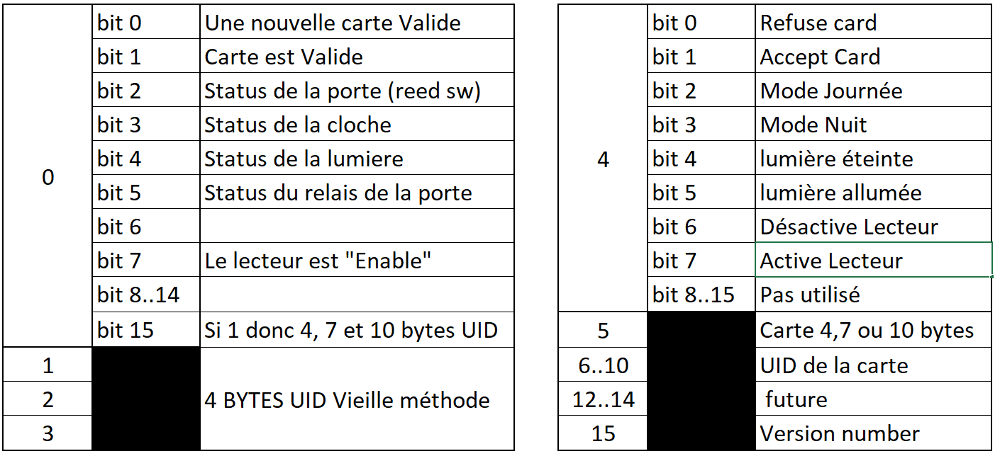 0
bit 0 Une nouvelle carte Valide
bit 1 Carte est Valide
bit 2 Status de la porte (reed sw)
bit 3 Status de la cloche
bit 4 Status de la lumiere
bit 5 Status du relais de la porte
bit 6
bit 7 Le lecteur est "Enable"
bit 8..14
bit 15 Si 1 donc 4, 7 et 10 bytes UID
1
2
3
4 BYTES UID Vieille méthode
4
bit 0 Refuse card
bit 1 Accept Card
bit 2 Mode Journée
bit 3 Mode Nuit
bit 4 lumière éteinte
bit 5 lumière allumée
bit 6 Désactive Lecteur
bit 7 Active Lecteur
bit 8..15 Pas utilisé
5 Carte 4,7 ou 10 bytes
6..10 UID de la carte
12..14 future
15 Version number